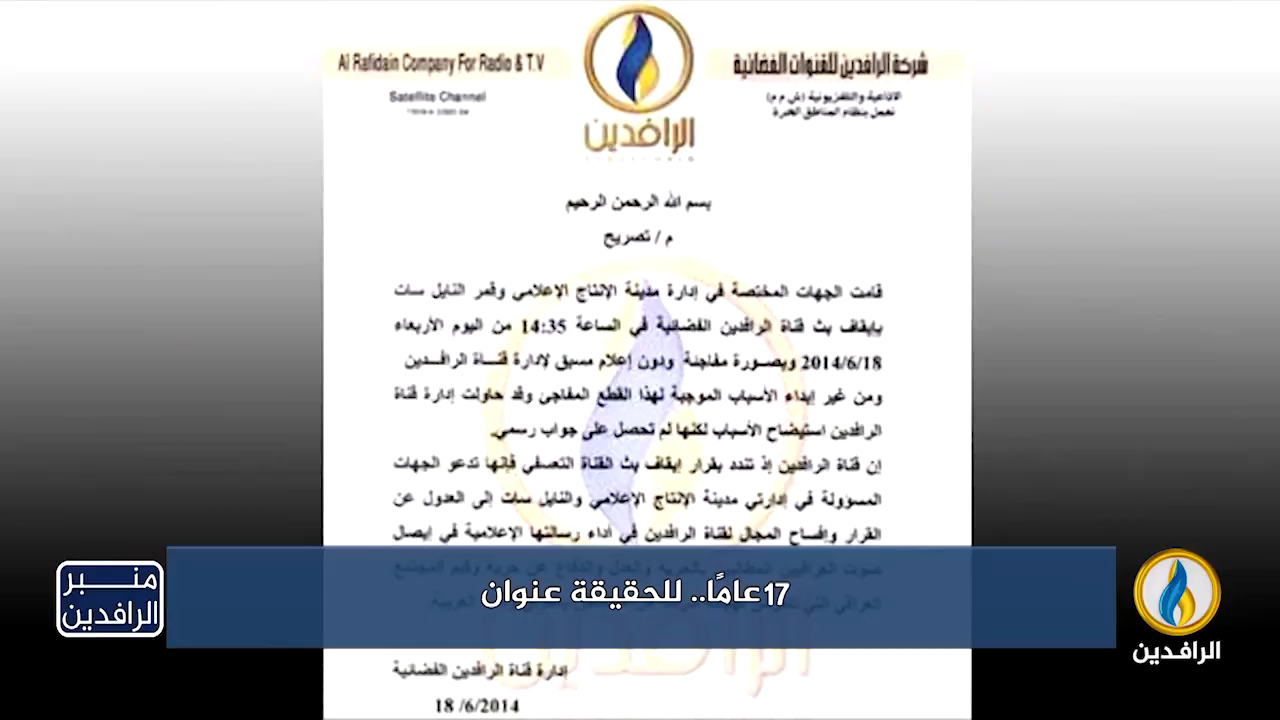 Al Rafidain Company For Radio & T.V
Satellite Channel
شركة الرافدين للقنوات الفضائية
الاذاعية والتلفزيونية (ش م م)
تعمل بنظام المناطق الحرة
الرافدين
بسم الله الرحمن الرحيم
م / تصريح
قامت الجهات المختصة في إدارة مدينة الإنتاج الإعلامي وقمر النايل سات
بإيقاف بث قناة الرافدين الفضائية في الساعة 14:35 من اليوم الأربعاء
2014/6/18 وبصورة مفاجئة ودون إعلام مسبق لإدارة قناة الرافدين
ومن غير إبداء الأسباب الموجبة لهذا القطع المفاجئ وقد حاولت إدارة قناة
الرافدين استيضاح الأسباب لكنها لم تحصل على جواب رسمي.
إن قناة الرافدين إذ تندد بقرار إيقاف بث القناة التعسفي فإنها تدعو الجهات
المسؤولة في إدارتي مدينة الإنتاج الإعلامي والنايل سات إلى العدول عن
القرار وإفساح المجال لقناة الرافدين في أداء رسالتها الإعلامية في إيصال
17 عامًا.. للحقيقة عنوان
منبر
الرافدين
الرافدين
إدارة قناة الرافدين الفضائية
18 /6/2014